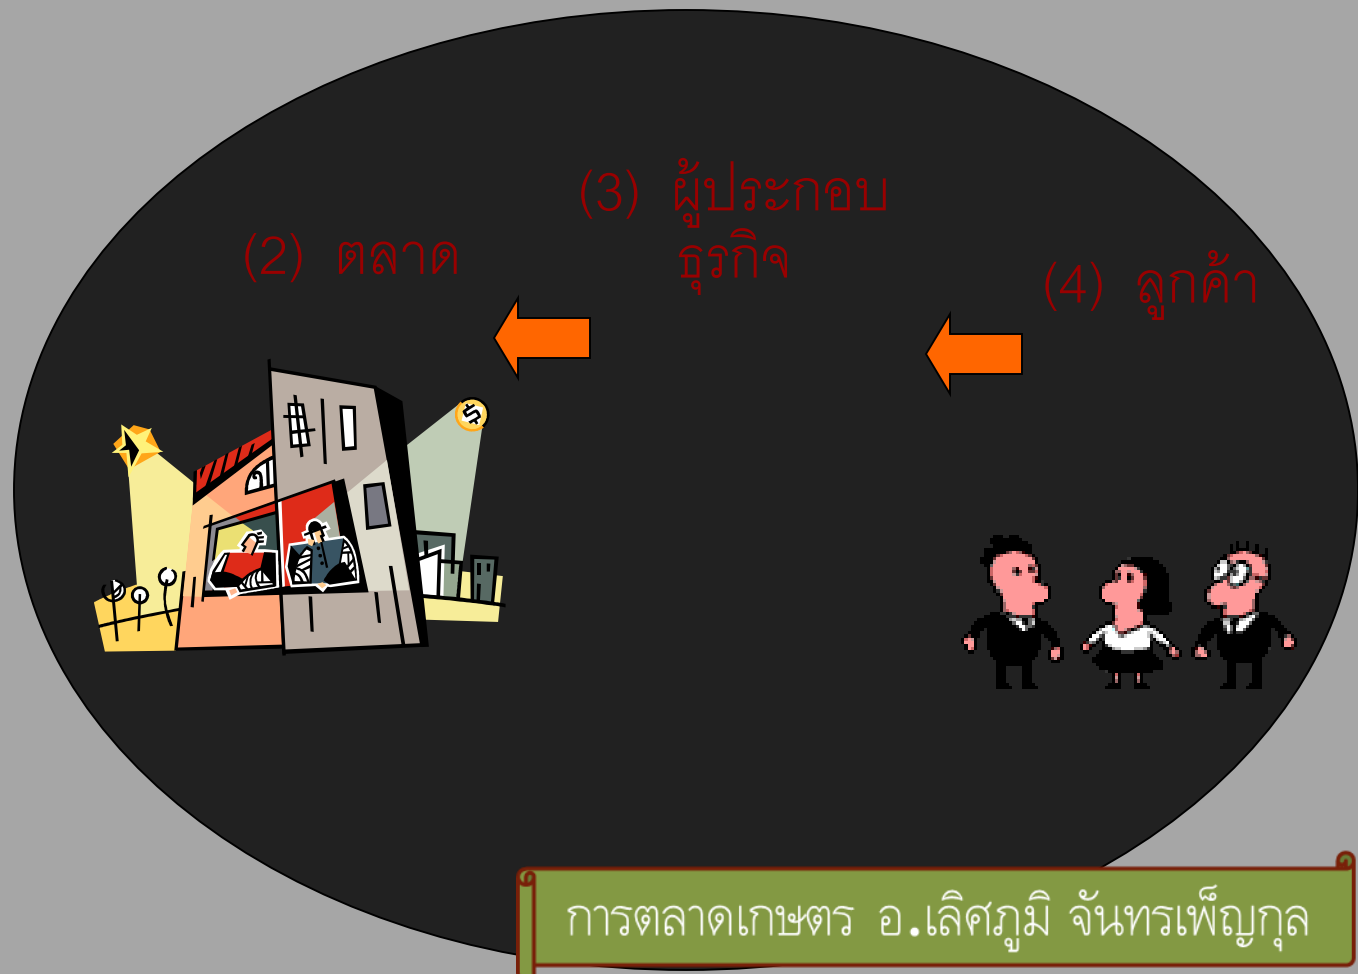 (2) ตลาด
(3) ผู้ประกอบ
ธุรกิจ
(4) ลูกค้า
$
การตลาดเกษตร อ.เลิศภูมิ จันทรเพ็ญกุล